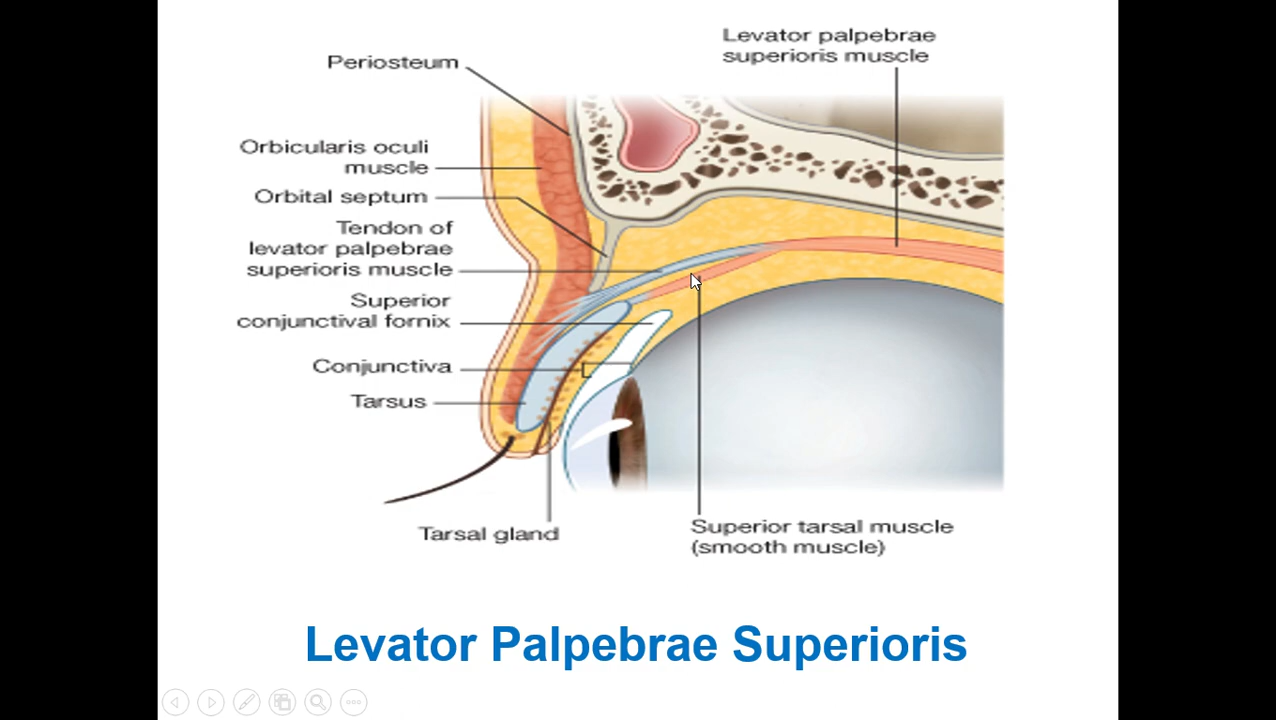 Levator palpebrae
superioris muscle
Periosteum
Orbicularis oculi
muscle
Orbital septum
Tendon of
levator palpebrae
superioris muscle
Superior
conjunctival fornix
Conjunctiva
Tarsus
Tarsal gland
Superior tarsal muscle
(smooth muscle)
Levator Palpebrae Superioris